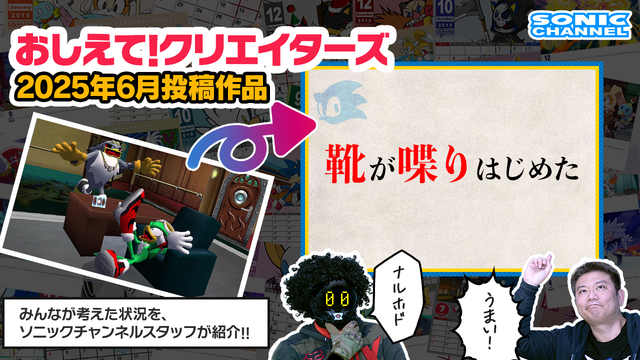 おしえて!クリエイターズ
2025年6月投稿作品
SONIC
CHANNEL
靴が喋りはじめた
みんなが考えた状況を、
ソニックチャンネルスタッフが紹介!!
00
ナルホド
うまい!